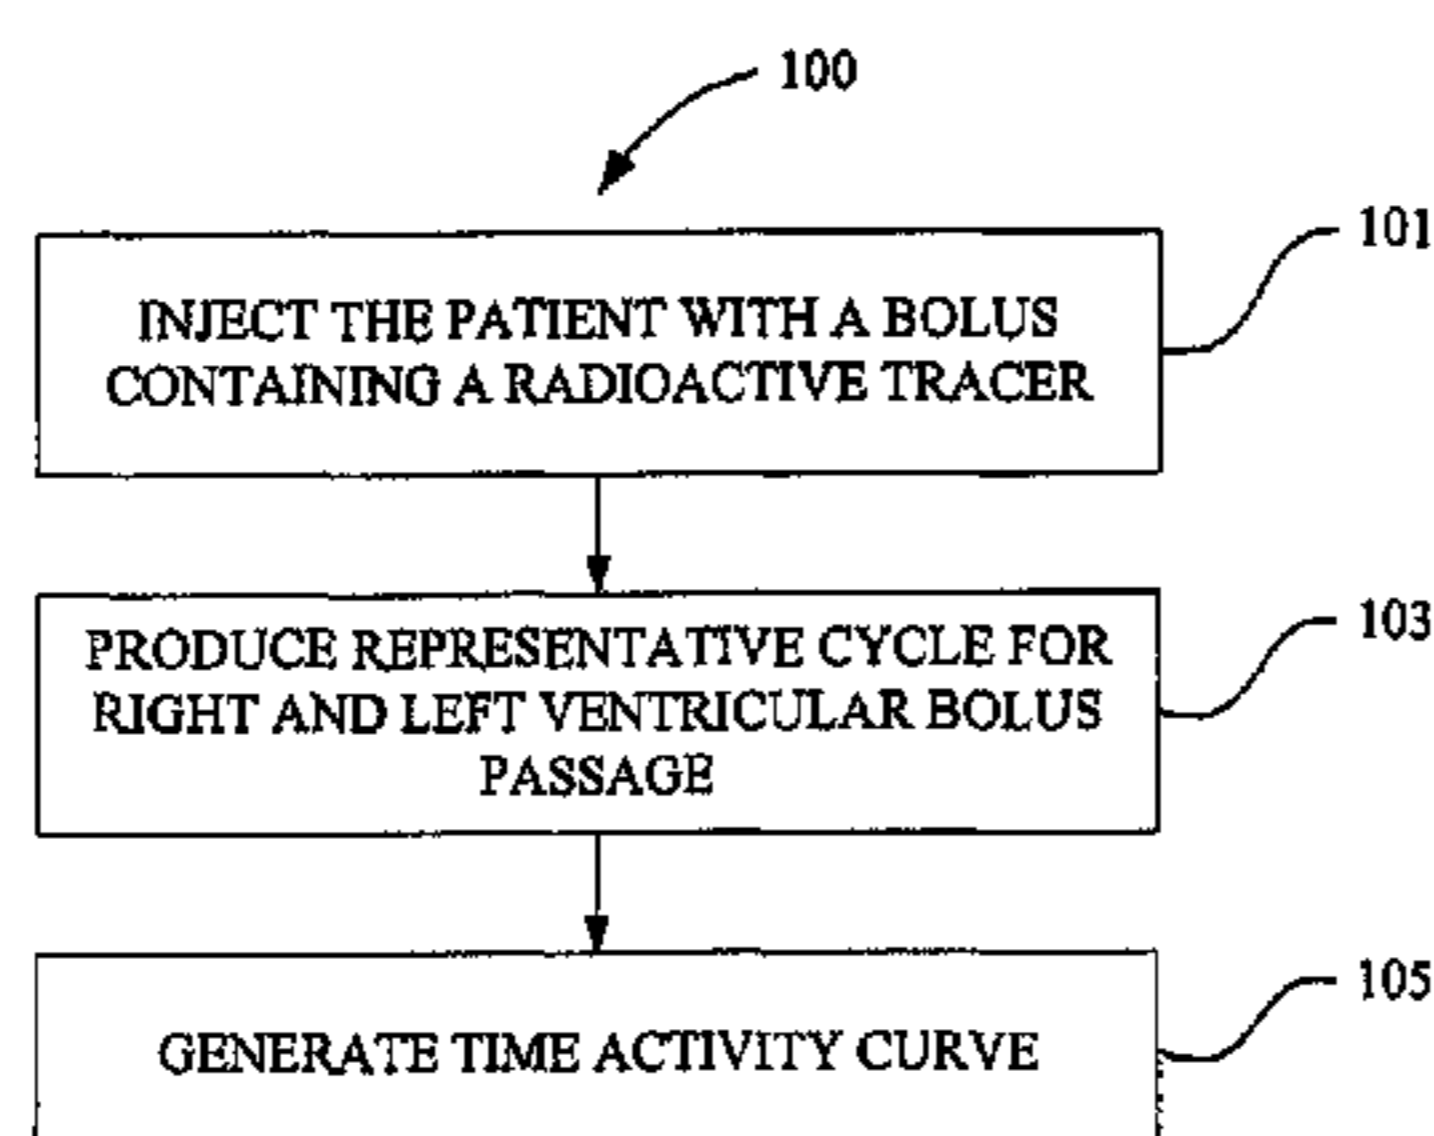 100
101
INJECT THE PATIENT WITH A BOLUS
CONTAINING A RADIOACTIVE TRACER
103
PRODUCE REPRESENTATIVE CYCLE FOR
RIGHT AND LEFT VENTRICULAR BOLUS
PASSAGE
105
GENERATE TIME ACTIVITY CURVE